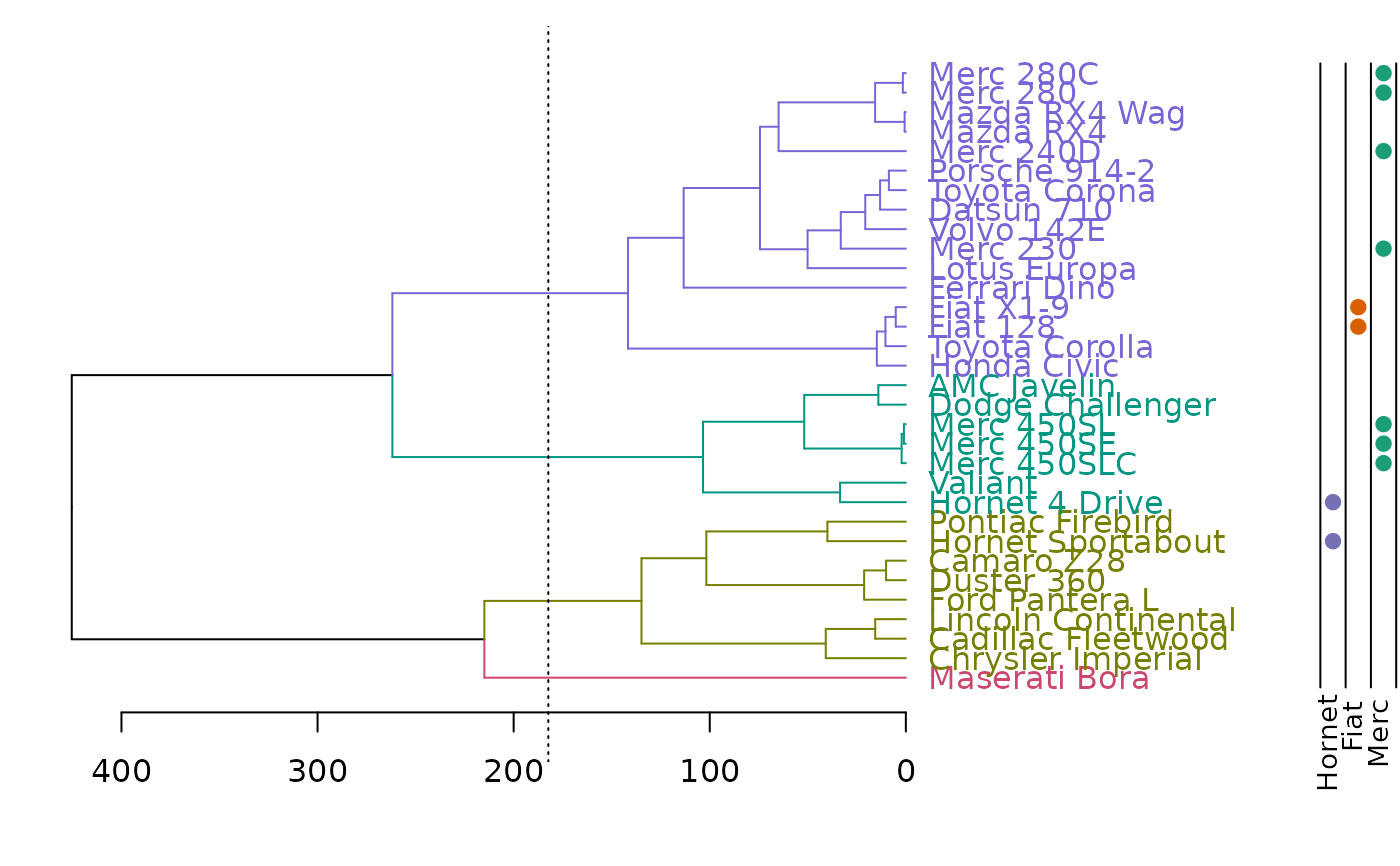 Merc 280C
Merc 280
Mazda RX4 Wag
Mazda RX4
Merc 240D
Porsche 914-2
Toyota Corona
Datsun 710
Volvo 142E
Merc 230
Lotus Europa
Ferrari Dino
Fiat X1-9
Fiat 128
Toyota Corolla
Honda Civic
AMC Javelin
Dodge Challenger
Merc 450SL
Merc 450SE
Merc 450SLC
Valiant
Hornet 4 Drive
Pontiac Firebird
Hornet Sportabout
Camaro Z28
Duster 360
Ford Pantera L
Lincoln Continental
Cadillac Fleetwood
Chrysler Imperial
Maserati Bora
400 300 200 100 0
Hornet
Fiat
Merc